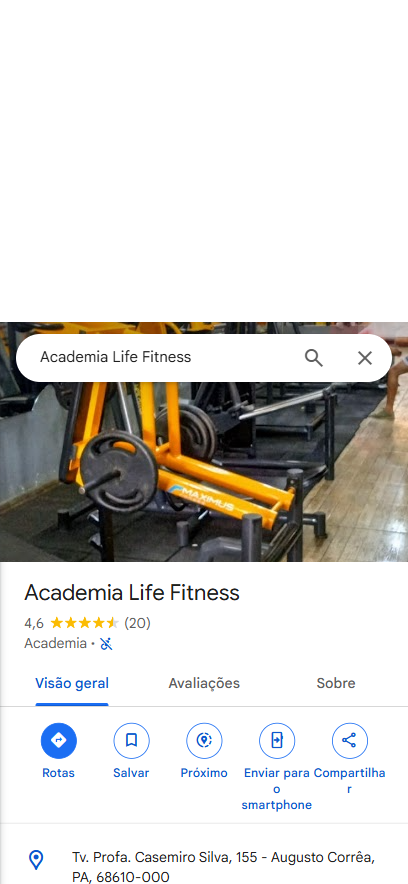 Academia Life Fitness
MAXIMUS
Academia Life Fitness
4,6 (20)
Academia ·
Visão geral Avaliações Sobre
Rotas Salvar Próximo Enviar para o smartphone Compartilhar
Tv. Profa. Casemiro Silva, 155 - Augusto Corrêa,
PA, 68610-000